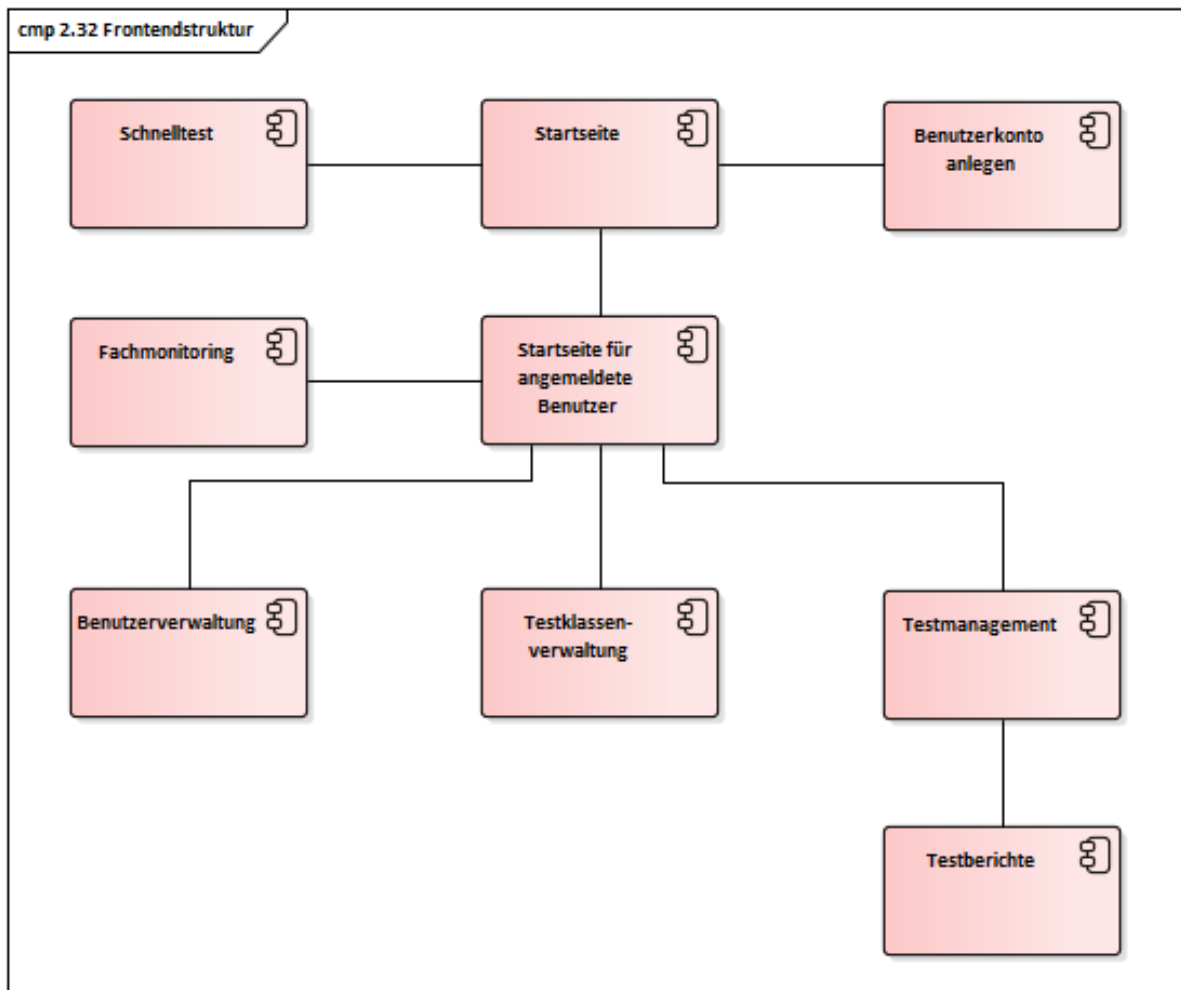 cmp 2.32 Frontendstruktur
Schnelltest
Startseite
Benutzerkonto
anlegen
Fachmonitoring
Startseite für
angemeldete
Benutzer
Benutzerverwaltung
Testklassen-
verwaltung
Testmanagement
Testberichte